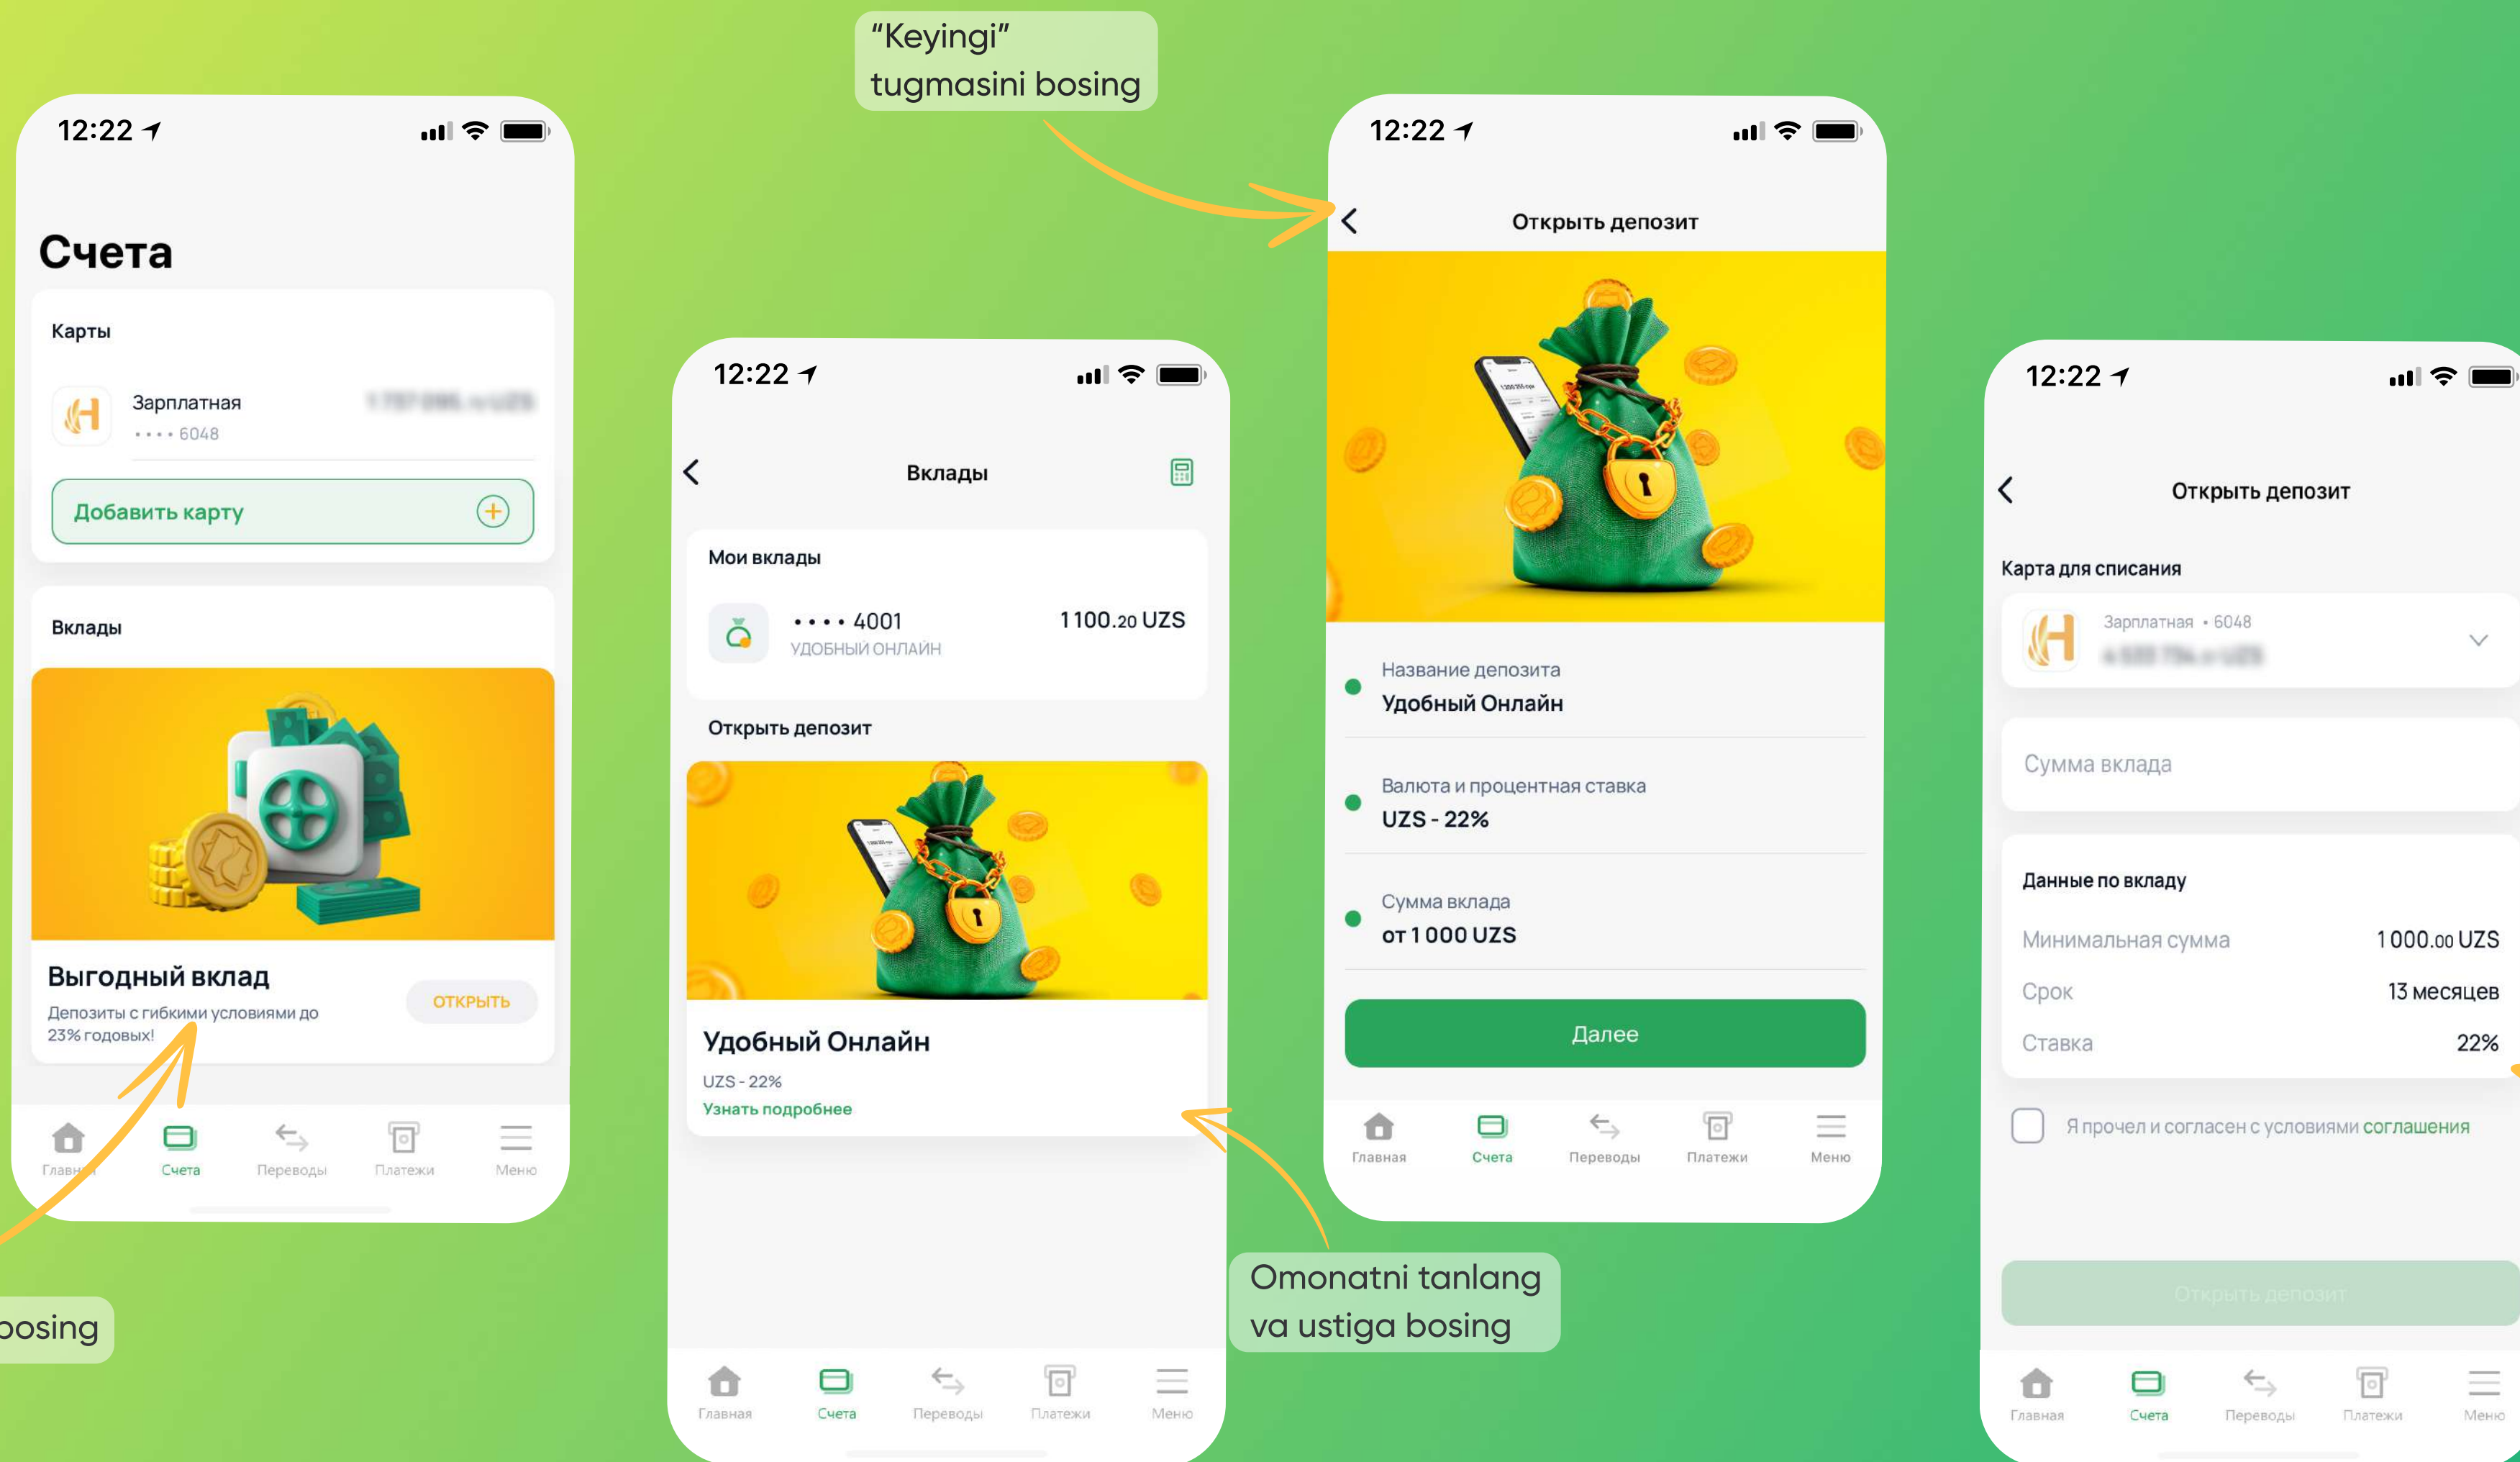 "Keyingi"
tugmasini bosing
12:22
Счета
Карты
Зарплатная
•••• 6048
Добавить карту
Вклады
Выгодный вклад
Депозиты с гибкими условиями до
23% годовых!
ОТКРЫТЬ
Главная
Счета
Переводы
Платежи
Меню
bosing
12:22
Вклады
Мои вклады
•••• 4001
1 100.20 UZS
УДОБНЫЙ ОНЛАЙН
Открыть депозит
Удобный Онлайн
UZS - 22%
Узнать подробнее
Главная
Счета
Переводы
Платежи
Меню
Omonatni tanlang
va ustiga bosing
12:22
Открыть депозит
Название депозита
Удобный Онлайн
Валюта и процентная ставка
UZS - 22%
Сумма вклада
от 1 000 UZS
Далее
Главная
Счета
Переводы
Платежи
Меню
12:22
Открыть депозит
Карта для списания
Зарплатная • 6048
Сумма вклада
Данные по вкладу
Минимальная сумма
1 000.00 UZS
Срок
13 месяцев
Ставка
22%
Я прочел и согласен с условиями соглашения
Открыть депозит
Главная
Счета
Переводы
Платежи
Меню